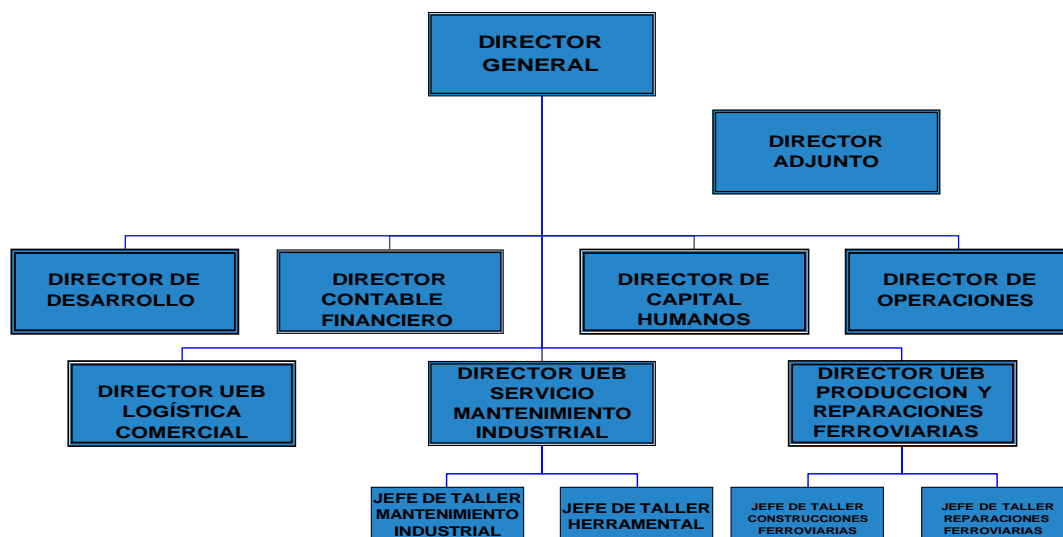 DIRECTOR
GENERAL
DIRECTOR
ADJUNTO
DIRECTOR DE
DESARROLLO
DIRECTOR
CONTABLE
FINANCIERO
DIRECTOR DE
CAPITAL
HUMANOS
DIRECTOR DE
OPERACIONES
DIRECTOR UEB
LOGÍSTICA
COMERCIAL
DIRECTOR UEB
SERVICIO
MANTENIMIENTO
INDUSTRIAL
DIRECTOR UEB
PRODUCCION Y
REPARACIONES
FERROVIARIAS
JEFE DE TALLER
MANTENIMIENTO
INDUSTRIAL
JEFE DE TALLER
HERRAMENTAL
JEFE DE TALLER
CONSTRUCCIONES
FERROVIARIAS
JEFE DE TALLER
REPARACIONES
FERROVIARIAS